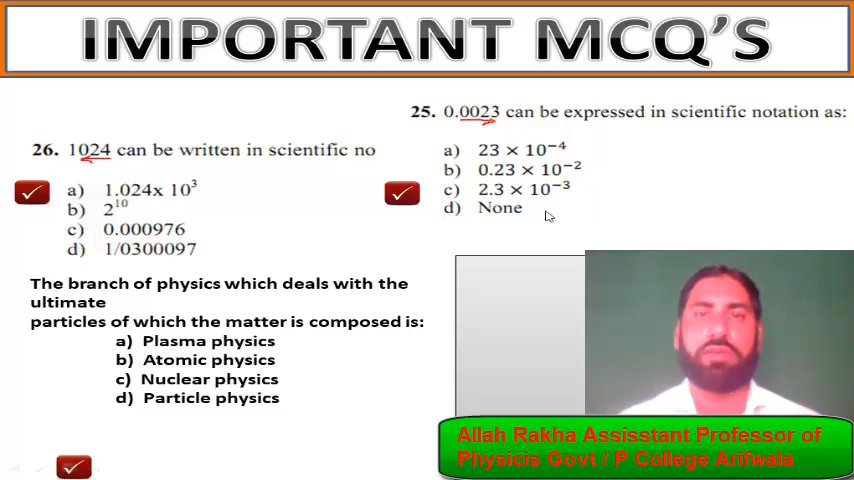 IMPORTANT MCQ'S
25. 0.0023 can be expressed in scientific notation as:
a) 23 × 10⁻⁴
b) 0.23 × 10⁻²
c) 2.3 × 10⁻³
d) None
26. 1024 can be written in scientific no
a) 1.024x 10³
b) 2¹⁰
c) 0.000976
d) 1/0300097
The branch of physics which deals with the
ultimate
particles of which the matter is composed is:
a) Plasma physics
b) Atomic physics
c) Nuclear physics
d) Particle physics
Allah Rakha Assisstant Professor of
Physicis Govt / P College Arifwala